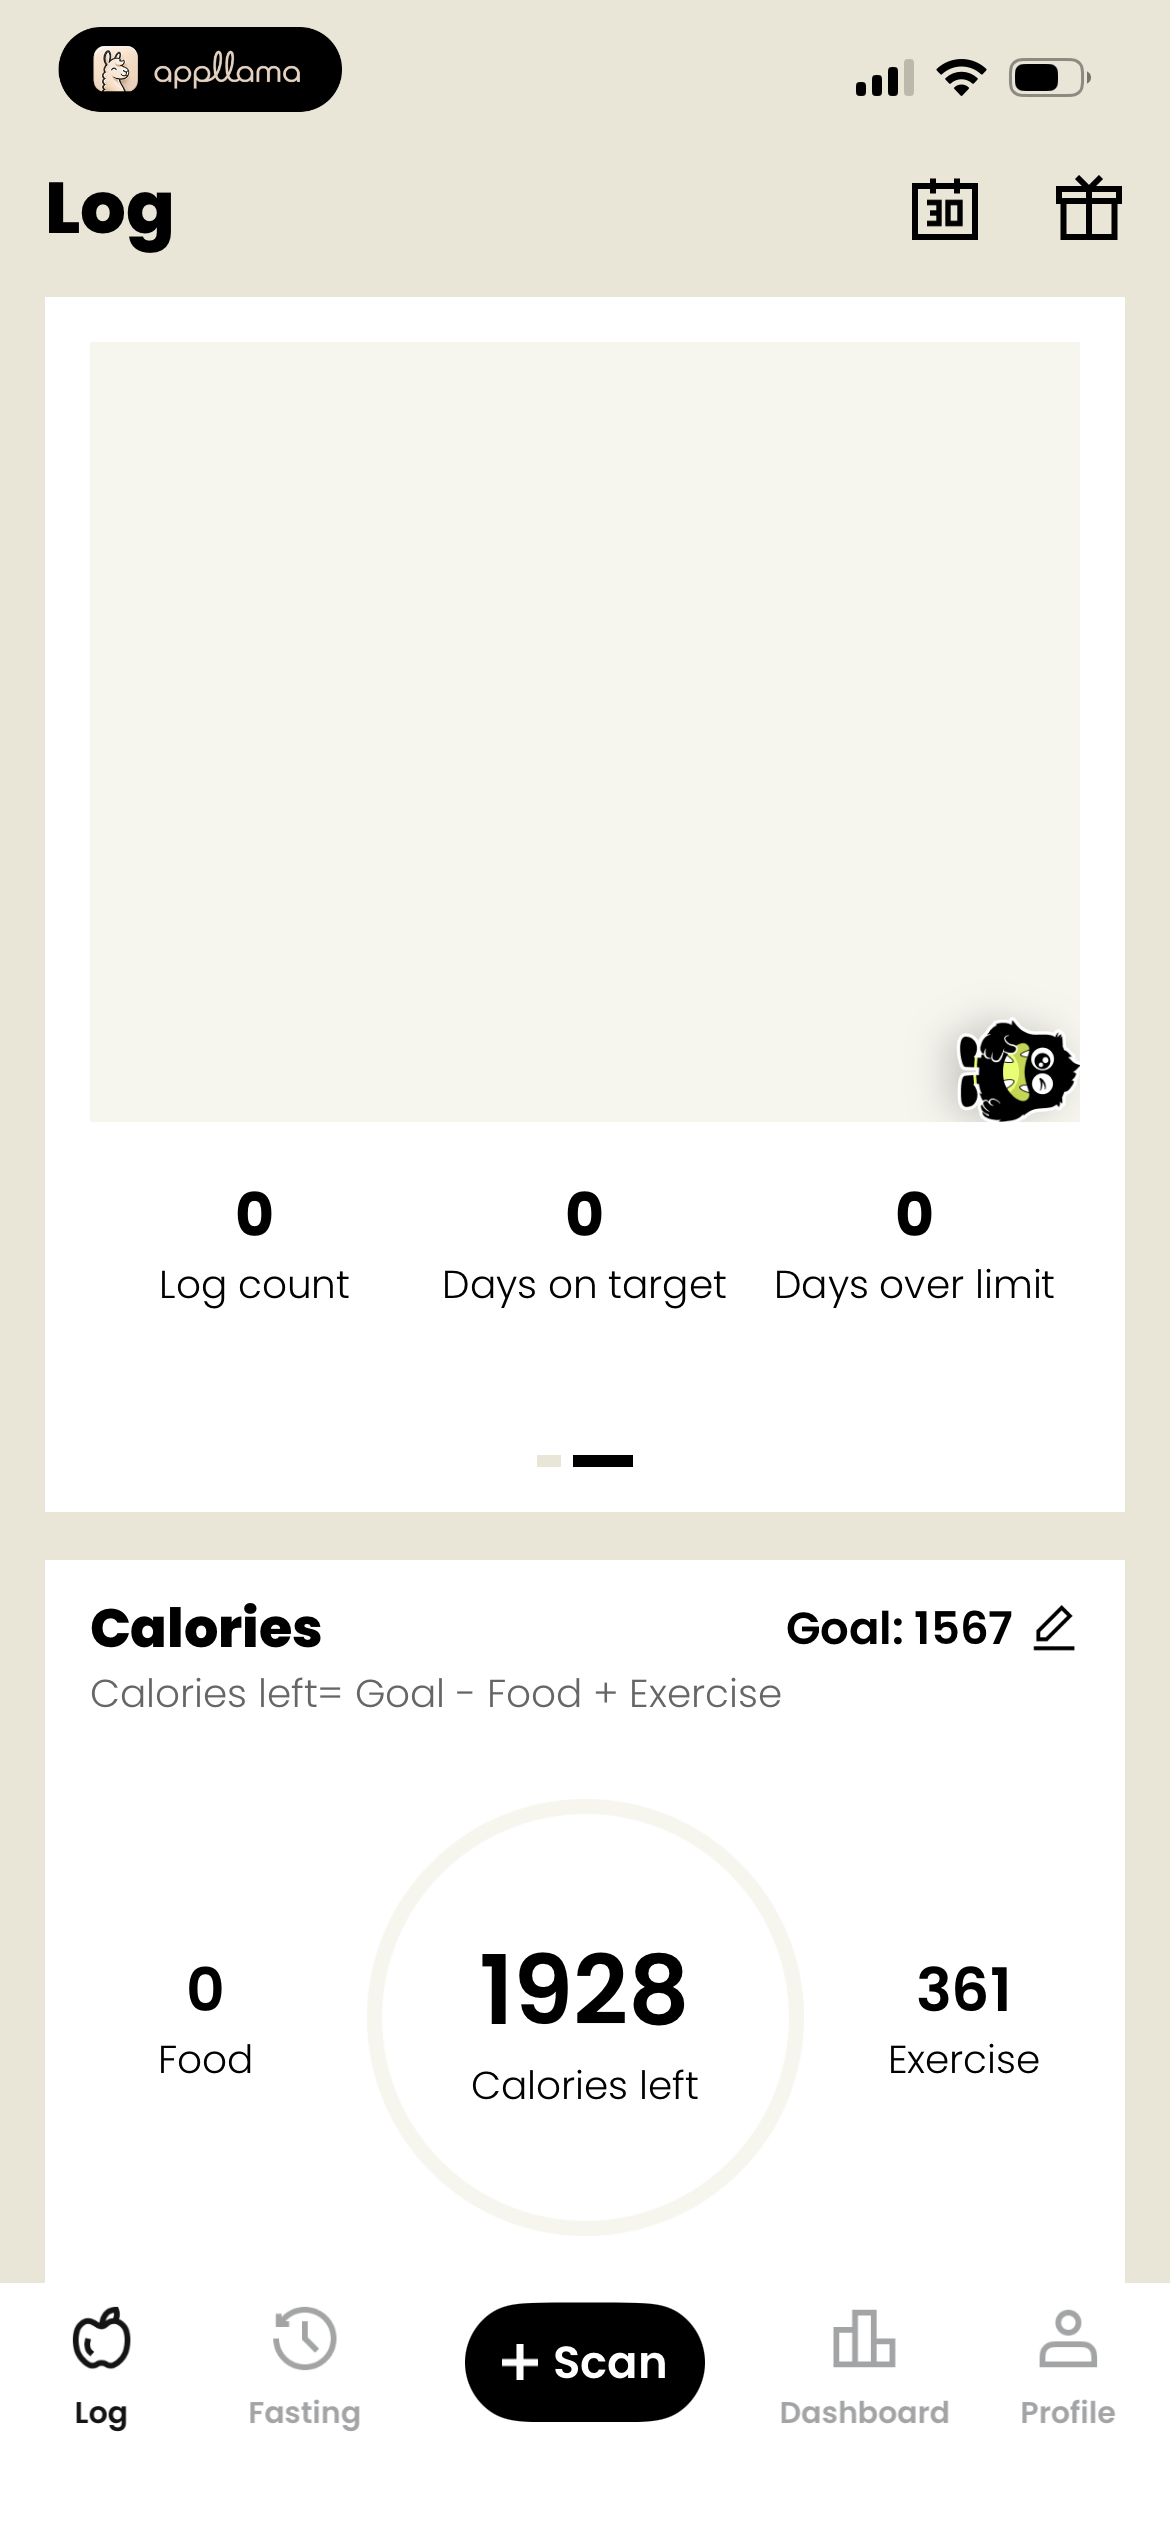 appllama
Log
30
0 0 0
Log count Days on target Days over limit
Calories Goal: 1567
Calories left= Goal - Food + Exercise
0 1928 361
Food Calories left Exercise
+ Scan
Log Fasting Dashboard Profile